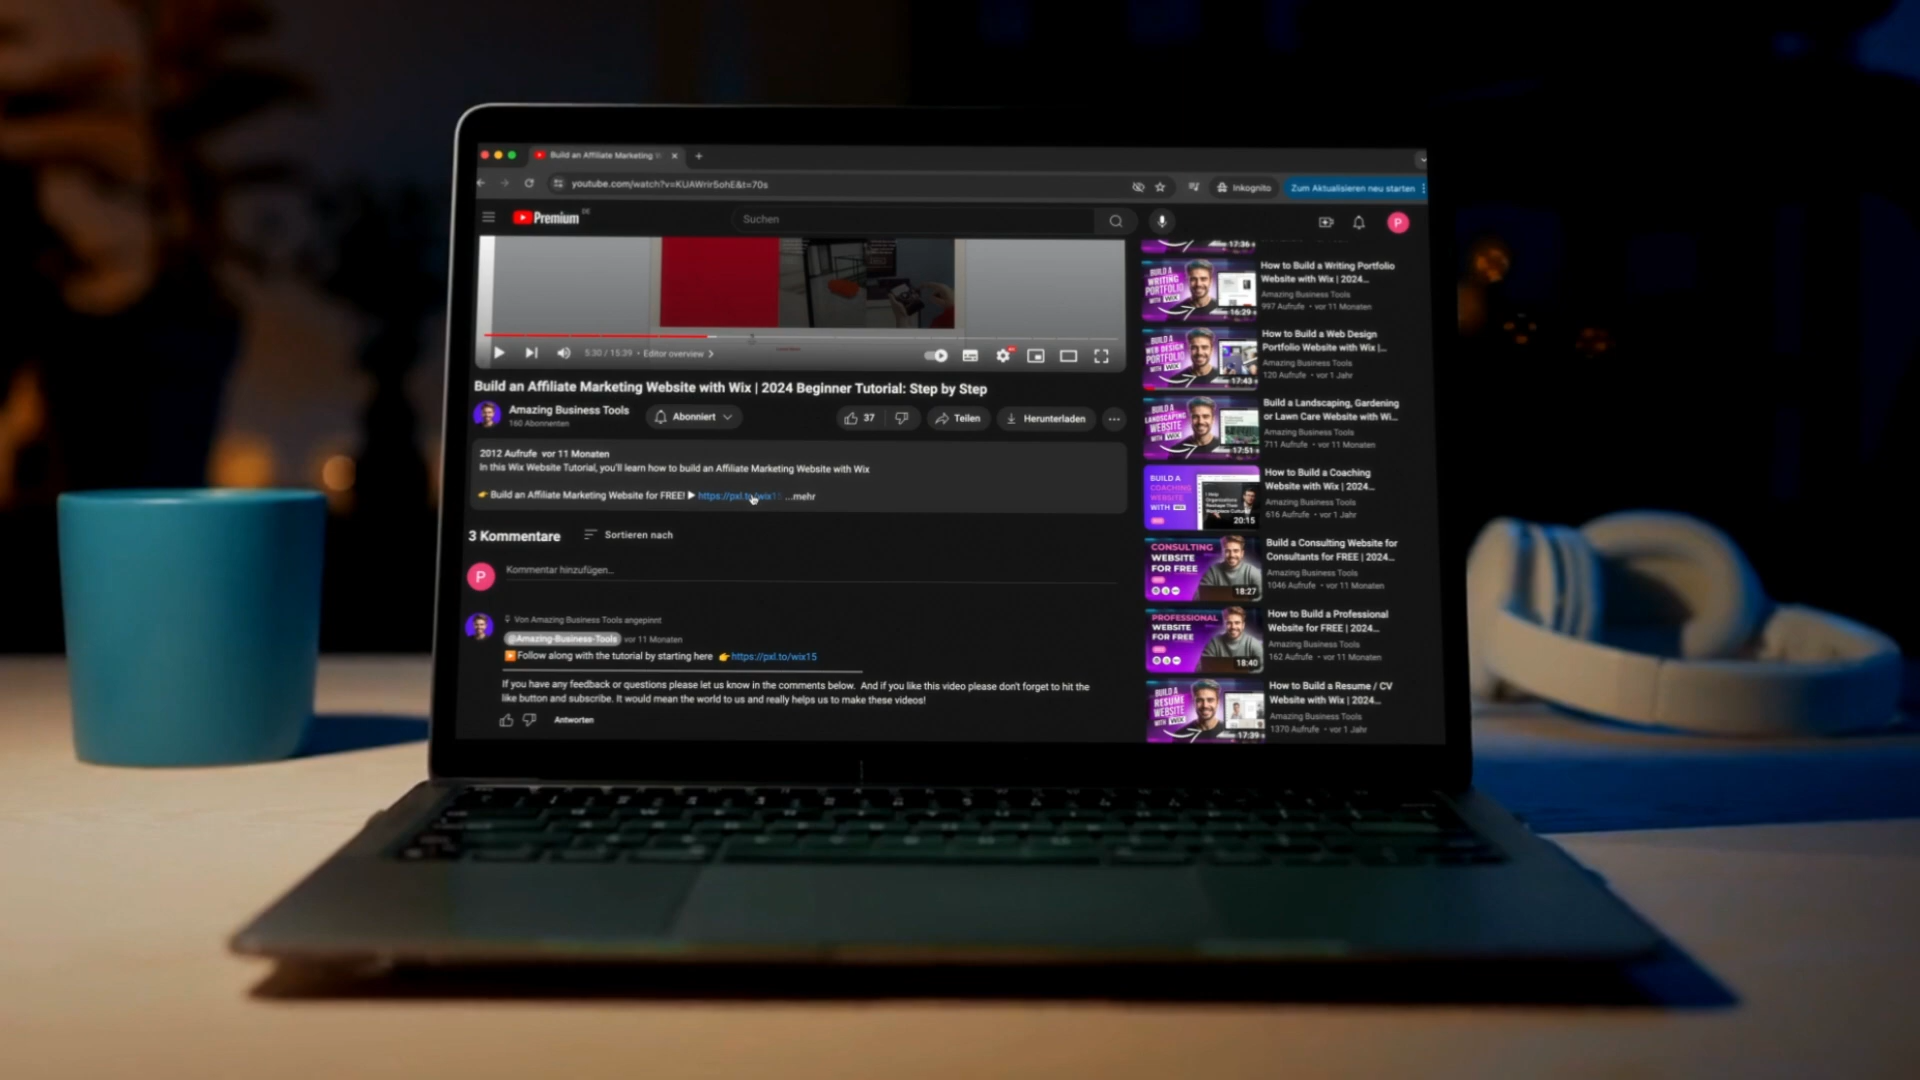 Build an Affiliate Marketing W
youtube.com/watch?v=KUAWrir5ohE&t=70s
Inkognito
Zum Aktualisieren neu starten
Premium DE
Suchen
5:30 / 15:39 • Editor overview
Build an Affiliate Marketing Website with Wix | 2024 Beginner Tutorial: Step by Step
Amazing Business Tools
160 Abonnenten
Abonniert
37
Teilen
Herunterladen
2012 Aufrufe vor 11 Monaten
In this Wix Website Tutorial, you'll learn how to build an Affiliate Marketing Website with Wix
👉 Build an Affiliate Marketing Website for FREE! ▶ https://pxl.to/wix1 ...mehr
3 Kommentare
Sortieren nach
P
Kommentar hinzufügen...
Von Amazing Business Tools angepinnt
@Amazing-Business-Tools vor 11 Monaten
▶️Follow along with the tutorial by starting here 👉 https://pxl.to/wix15
If you have any feedback or questions please let us know in the comments below. And if you like this video please don't forget to hit the
like button and subscribe. It would mean the world to us and really helps us to make these videos!
Antworten
P
17:36
BUILD A
WRITING
PORTFOLIO
WITH WIX
16:29
How to Build a Writing Portfolio
Website with Wix | 2024...
Amazing Business Tools
997 Aufrufe • vor 11 Monaten
BUILD A
WEB DESIGN
PORTFOLIO
WITH WIX
17:43
How to Build a Web Design
Portfolio Website with Wix |...
Amazing Business Tools
120 Aufrufe • vor 1 Jahr
BUILD A
LANDSCAPING
WEBSITE
WITH WIX
17:51
Build a Landscaping, Gardening
or Lawn Care Website with Wi...
Amazing Business Tools
711 Aufrufe • vor 11 Monaten
BUILD A
COACHING
WEBSITE
WITH WIX
20:15
How to Build a Coaching
Website with Wix | 2024...
Amazing Business Tools
616 Aufrufe • vor 1 Jahr
CONSULTING
WEBSITE
FOR FREE
18:27
Build a Consulting Website for
Consultants for FREE | 2024...
Amazing Business Tools
1046 Aufrufe • vor 11 Monaten
PROFESSIONAL
WEBSITE
FOR FREE
18:40
How to Build a Professional
Website for FREE | 2024...
Amazing Business Tools
162 Aufrufe • vor 11 Monaten
BUILD A
RESUME
WEBSITE
WITH WIX
17:39
How to Build a Resume / CV
Website with Wix | 2024...
Amazing Business Tools
1370 Aufrufe • vor 1 Jahr